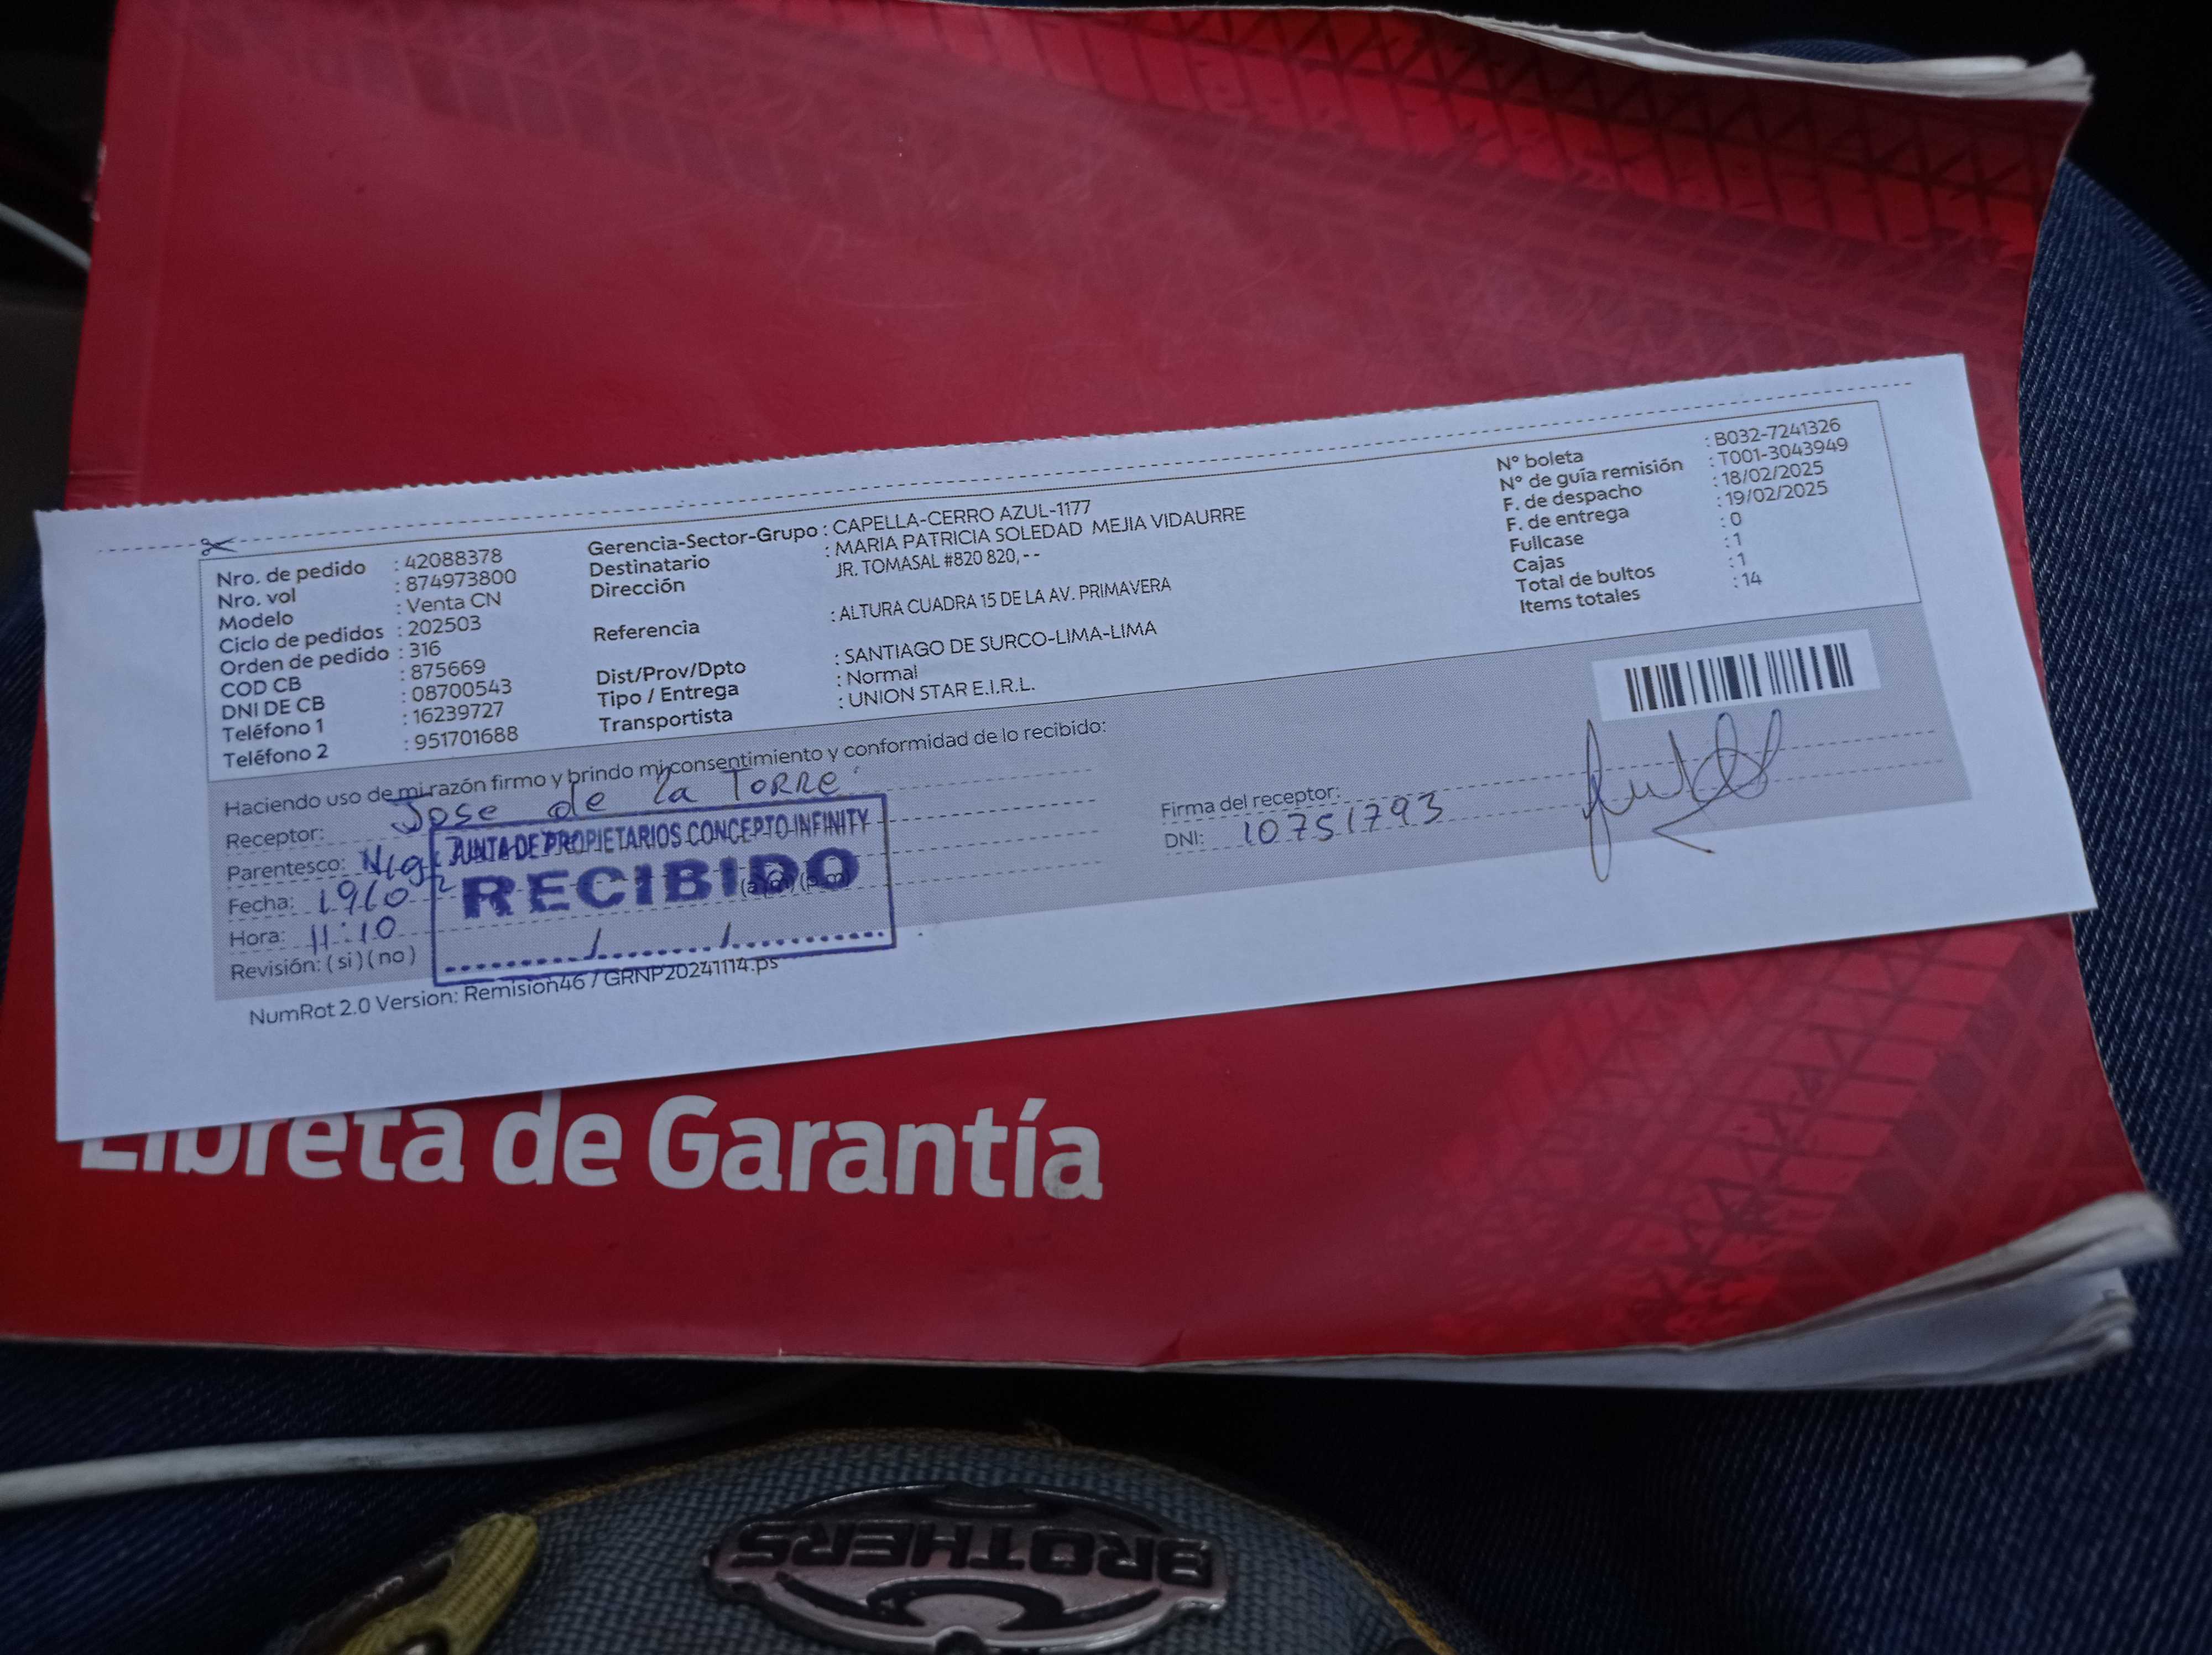 Nro. de pedido : 42088378
Nro. vol : 874973800
Modelo : Venta CN
Ciclo de pedidos : 202503
Orden de pedido : 316
COD CB : 875669
DNI DE CB : 08700543
Teléfono 1 : 16239727
Teléfono 2 : 951701688
Gerencia-Sector-Grupo : CAPELLA-CERRO AZUL-1177
Destinatario : MARIA PATRICIA SOLEDAD MEJIA VIDAURRE
Dirección JR. TOMASAL #820 820, - -
Referencia : ALTURA CUADRA 15 DE LA AV. PRIMAVERA
Dist/Prov/Dpto : SANTIAGO DE SURCO-LIMA-LIMA
Tipo / Entrega : Normal
Transportista : UNION STAR E.I.R.L.
N° boleta : B032-7241326
N° de guía remisión : T001-3043949
F. de despacho : 18/02/2025
F. de entrega : 19/02/2025
Fullcase : 0
Cajas : 1
Total de bultos : 1
Items totales : 14
Haciendo uso de mi razón firmo y brindo mi consentimiento y conformidad de lo recibido:
Receptor: Jose de la Torre
Parentesco:
Fecha: 19/0
Hora: 11:10 (a.m) (p.m)
Revisión: ( si ) ( no )
JUNTA DE PROPIETARIOS CONCEPTO INFINITY
RECIBIDO
Firma del receptor:
DNI: 10751793
NumRot 2.0 Version: Remision46 / GRNP20241114.ps
Libreta de Garantía
BROTHERS